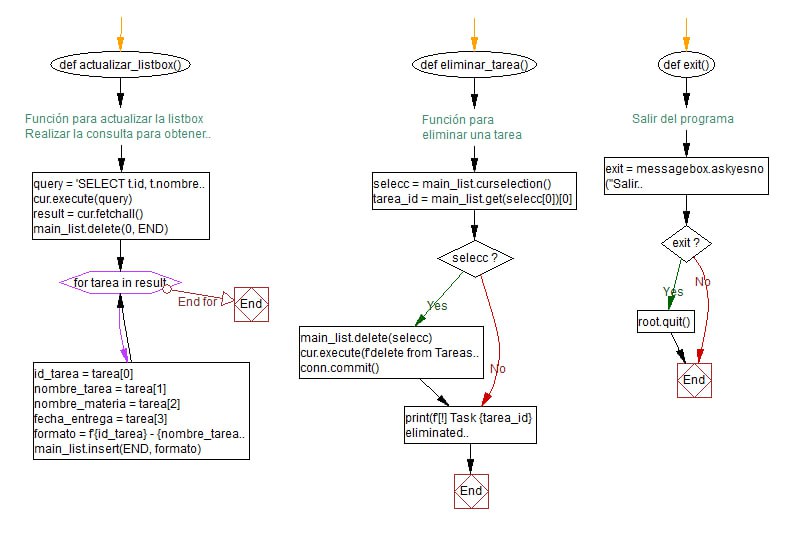 def actualizar_listbox()
Función para actualizar la listbox
Realizar la consulta para obtener..
query = 'SELECT t.id, t.nombre..
cur.execute(query)
result = cur.fetchall()
main_list.delete(0, END)
for tarea in result
End for
End
id_tarea = tarea[0]
nombre_tarea = tarea[1]
nombre_materia = tarea[2]
fecha_entrega = tarea[3]
formato = f'{id_tarea} - {nombre_tarea..
main_list.insert(END, formato)
def eliminar_tarea()
Función para
eliminar una tarea
selecc = main_list.curselection()
tarea_id = main_list.get(selecc[0])[0]
selecc ?
Yes
main_list.delete(selecc)
cur.execute(f'delete from Tareas..
conn.commit()
No
print(f'[!] Task {tarea_id}
eliminated..
End
def exit()
Salir del programa
exit = messagebox.askyesno
("Salir..
exit ?
No
Yes
root.quit()
End